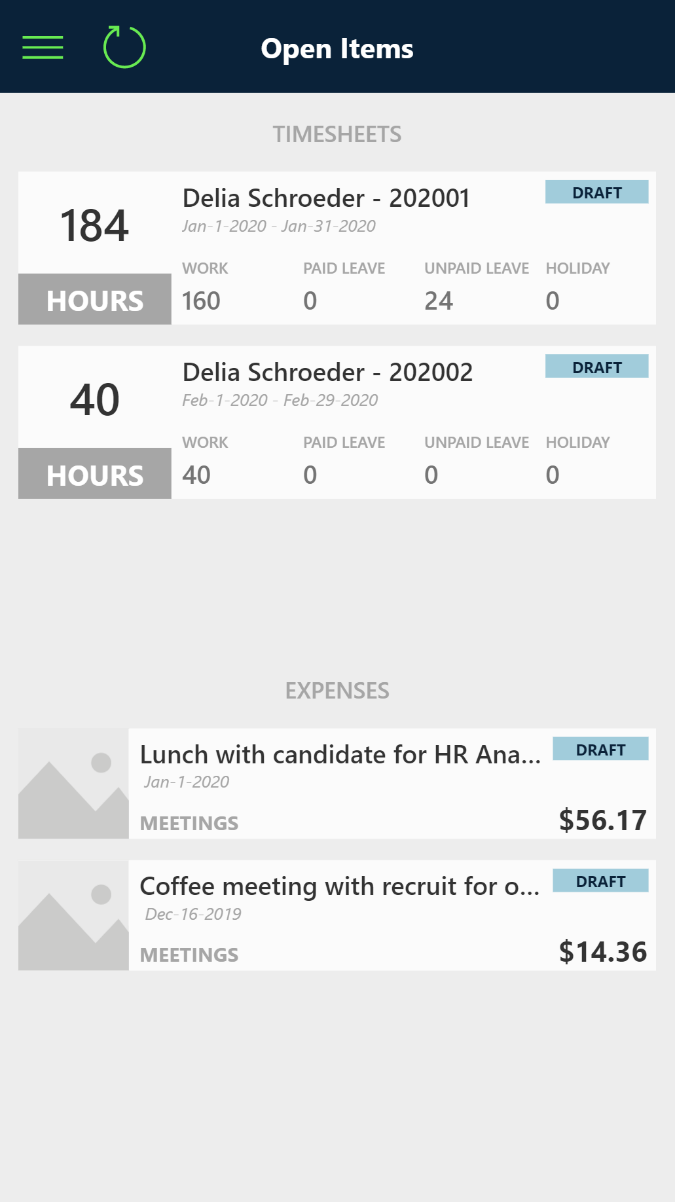 Open Items
TIMESHEETS
184
HOURS
Delia Schroeder - 202001
DRAFT
Jan-1-2020 - Jan-31-2020
WORK PAID LEAVE UNPAID LEAVE HOLIDAY
160 0 24 0
40
HOURS
Delia Schroeder - 202002
DRAFT
Feb-1-2020 - Feb-29-2020
WORK PAID LEAVE UNPAID LEAVE HOLIDAY
40 0 0 0
EXPENSES
Lunch with candidate for HR Ana...
DRAFT
Jan-1-2020
MEETINGS $56.17
Coffee meeting with recruit for o...
DRAFT
Dec-16-2019
MEETINGS $14.36